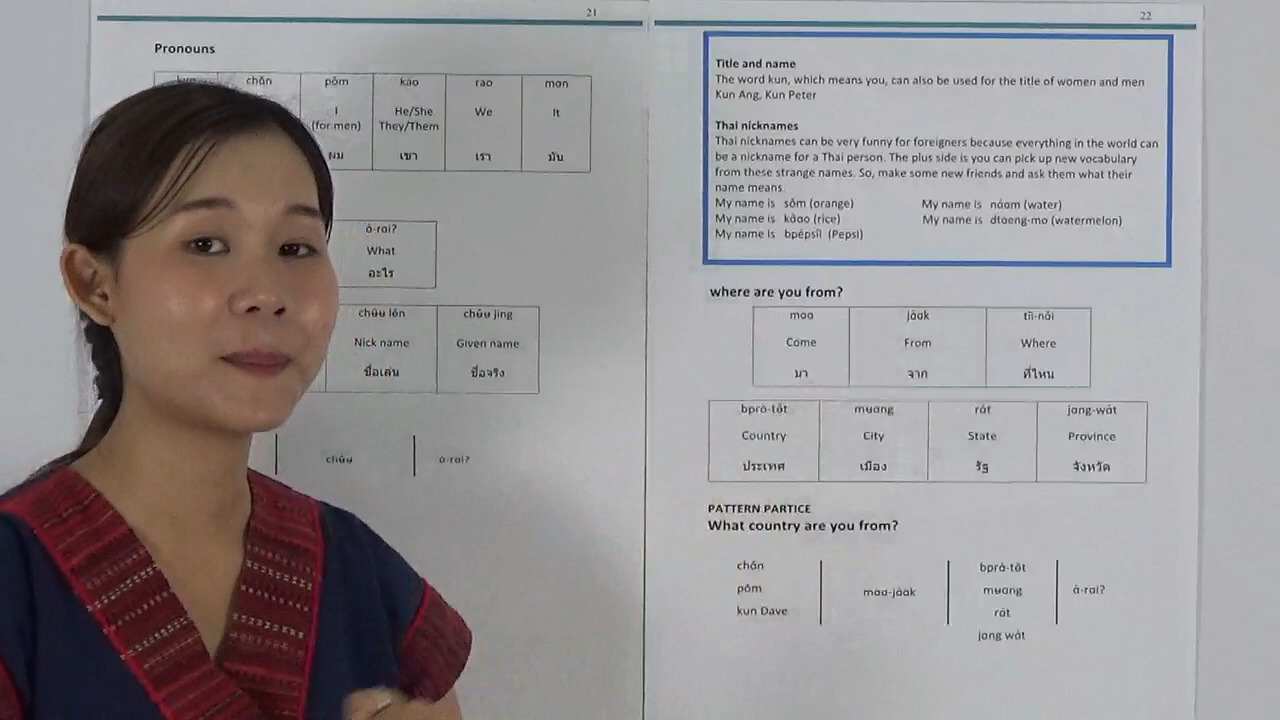 21
Pronouns
chăn pŏm kao rao man
I He/She We It
(for men) They/Them
ผม เขา เรา มัน
à-rai?
What
อะไร
chûu lên chûu jing
Nick name Given name
ชื่อเล่น ชื่อจริง
chûu à-rai?
22
Title and name
The word kun, which means you, can also be used for the title of women and men
Kun Ang, Kun Peter
Thai nicknames
Thai nicknames can be very funny for foreigners because everything in the world can
be a nickname for a Thai person. The plus side is you can pick up new vocabulary
from these strange names. So, make some new friends and ask them what their
name means.
My name is sôm (orange) My name is náam (water)
My name is kâao (rice) My name is dtaeng-mo (watermelon)
My name is bpépsîi (Pepsi)
where are you from?
maa jàak tîi-nǎi
Come From Where
มา จาก ที่ไหน
bprà-têt muang rát jang-wàt
Country City State Province
ประเทศ เมือง รัฐ จังหวัด
PATTERN PARTICE
What country are you from?
chăn
pŏm
kun Dave
maa-jàak
bprà-têt
muang
rát
jang wàt
à-rai?